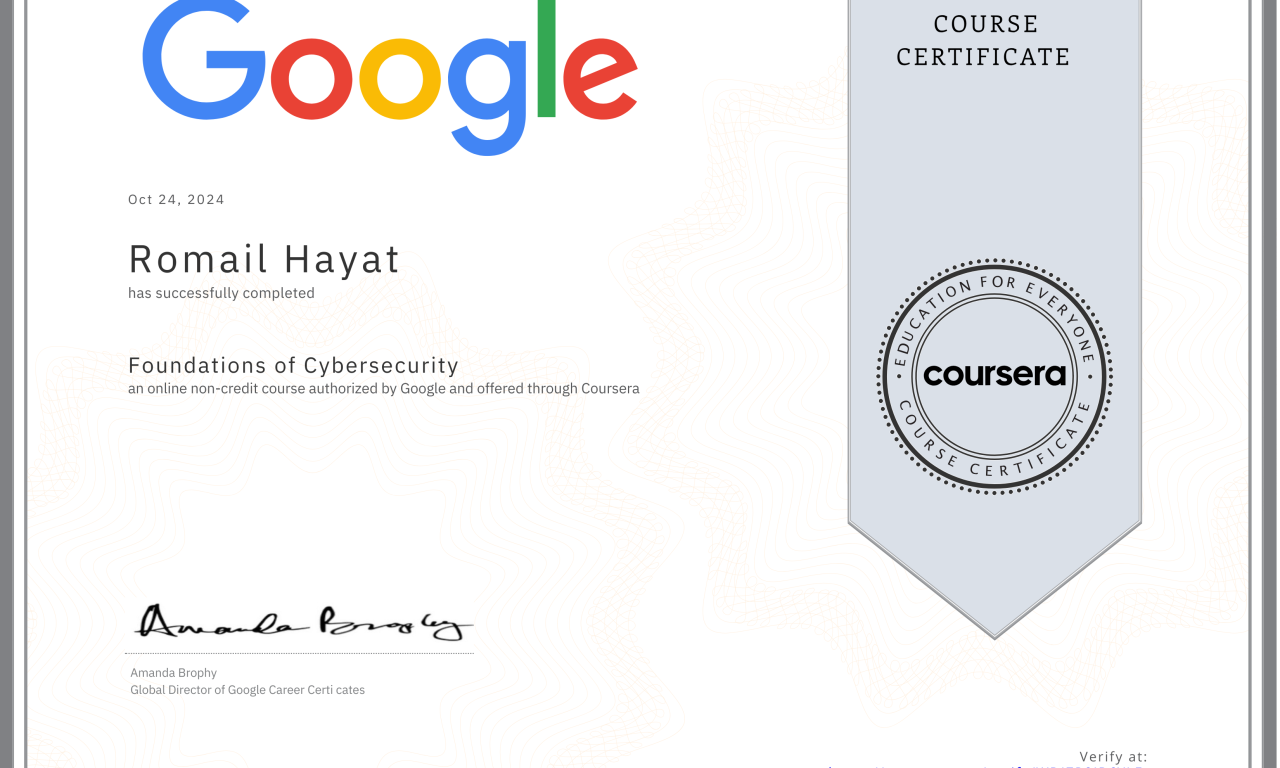 Google
COURSE
CERTIFICATE
Oct 24, 2024
Romail Hayat
has successfully completed
Foundations of Cybersecurity
an online non-credit course authorized by Google and offered through Coursera
EDUCATION FOR EVERYONE
coursera
COURSE CERTIFICATE
Amanda Brophy
Amanda Brophy
Global Director of Google Career Certi cates
Verify at: